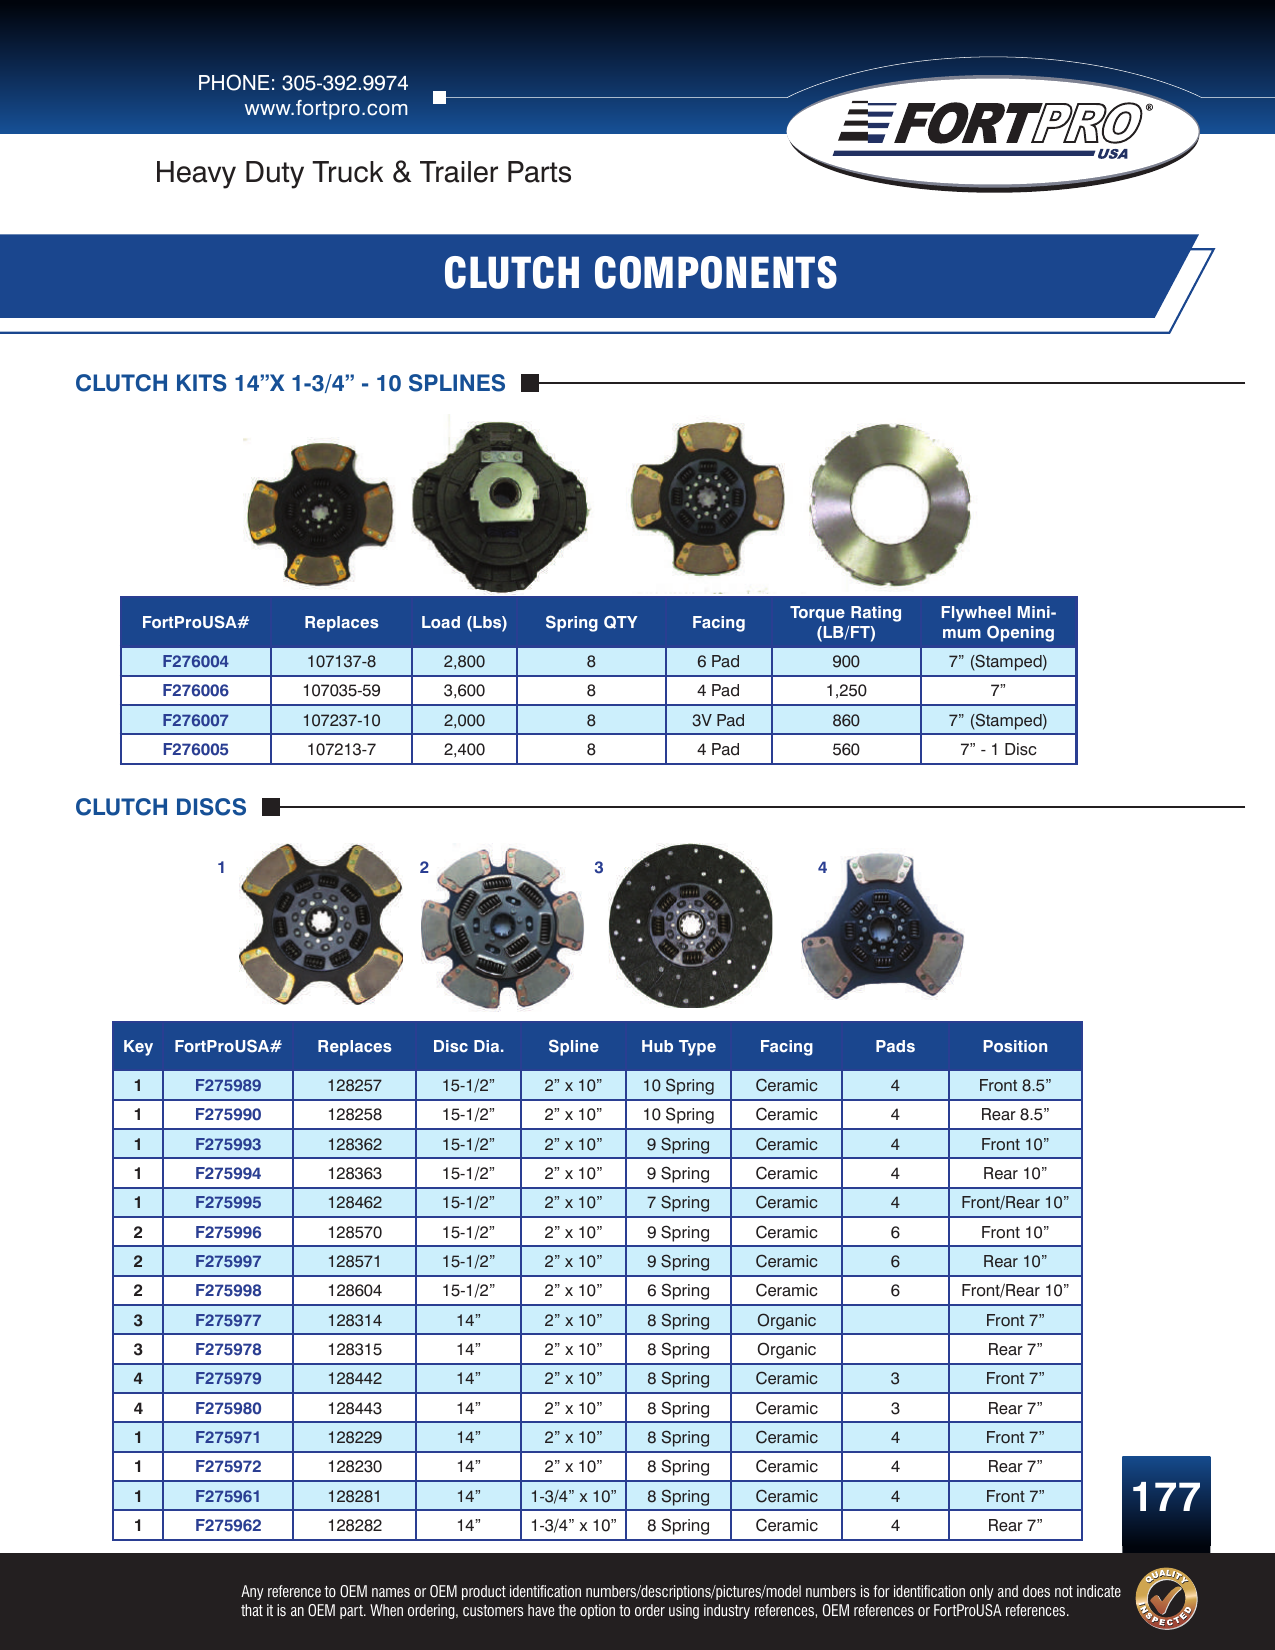 PHONE: 305-392.9974
www.fortpro.com
FORTPRO®
USA
Heavy Duty Truck & Trailer Parts
CLUTCH COMPONENTS
CLUTCH KITS 14”X 1-3/4” - 10 SPLINES
FortProUSA# Replaces Load (Lbs) Spring QTY Facing Torque Rating (LB/FT) Flywheel Mini-mum Opening
F276004 107137-8 2,800 8 6 Pad 900 7” (Stamped)
F276006 107035-59 3,600 8 4 Pad 1,250 7”
F276007 107237-10 2,000 8 3V Pad 860 7” (Stamped)
F276005 107213-7 2,400 8 4 Pad 560 7” - 1 Disc
CLUTCH DISCS
1 2 3 4
Key FortProUSA# Replaces Disc Dia. Spline Hub Type Facing Pads Position
1 F275989 128257 15-1/2” 2” x 10” 10 Spring Ceramic 4 Front 8.5”
1 F275990 128258 15-1/2” 2” x 10” 10 Spring Ceramic 4 Rear 8.5”
1 F275993 128362 15-1/2” 2” x 10” 9 Spring Ceramic 4 Front 10”
1 F275994 128363 15-1/2” 2” x 10” 9 Spring Ceramic 4 Rear 10”
1 F275995 128462 15-1/2” 2” x 10” 7 Spring Ceramic 4 Front/Rear 10”
2 F275996 128570 15-1/2” 2” x 10” 9 Spring Ceramic 6 Front 10”
2 F275997 128571 15-1/2” 2” x 10” 9 Spring Ceramic 6 Rear 10”
2 F275998 128604 15-1/2” 2” x 10” 6 Spring Ceramic 6 Front/Rear 10”
3 F275977 128314 14” 2” x 10” 8 Spring Organic Front 7”
3 F275978 128315 14” 2” x 10” 8 Spring Organic Rear 7”
4 F275979 128442 14” 2” x 10” 8 Spring Ceramic 3 Front 7”
4 F275980 128443 14” 2” x 10” 8 Spring Ceramic 3 Rear 7”
1 F275971 128229 14” 2” x 10” 8 Spring Ceramic 4 Front 7”
1 F275972 128230 14” 2” x 10” 8 Spring Ceramic 4 Rear 7”
1 F275961 128281 14” 1-3/4” x 10” 8 Spring Ceramic 4 Front 7”
1 F275962 128282 14” 1-3/4” x 10” 8 Spring Ceramic 4 Rear 7”
177
Any reference to OEM names or OEM product identification numbers/descriptions/pictures/model numbers is for identification only and does not indicate
that it is an OEM part. When ordering, customers have the option to order using industry references, OEM references or FortProUSA references.
QUALITY
INSPECTED